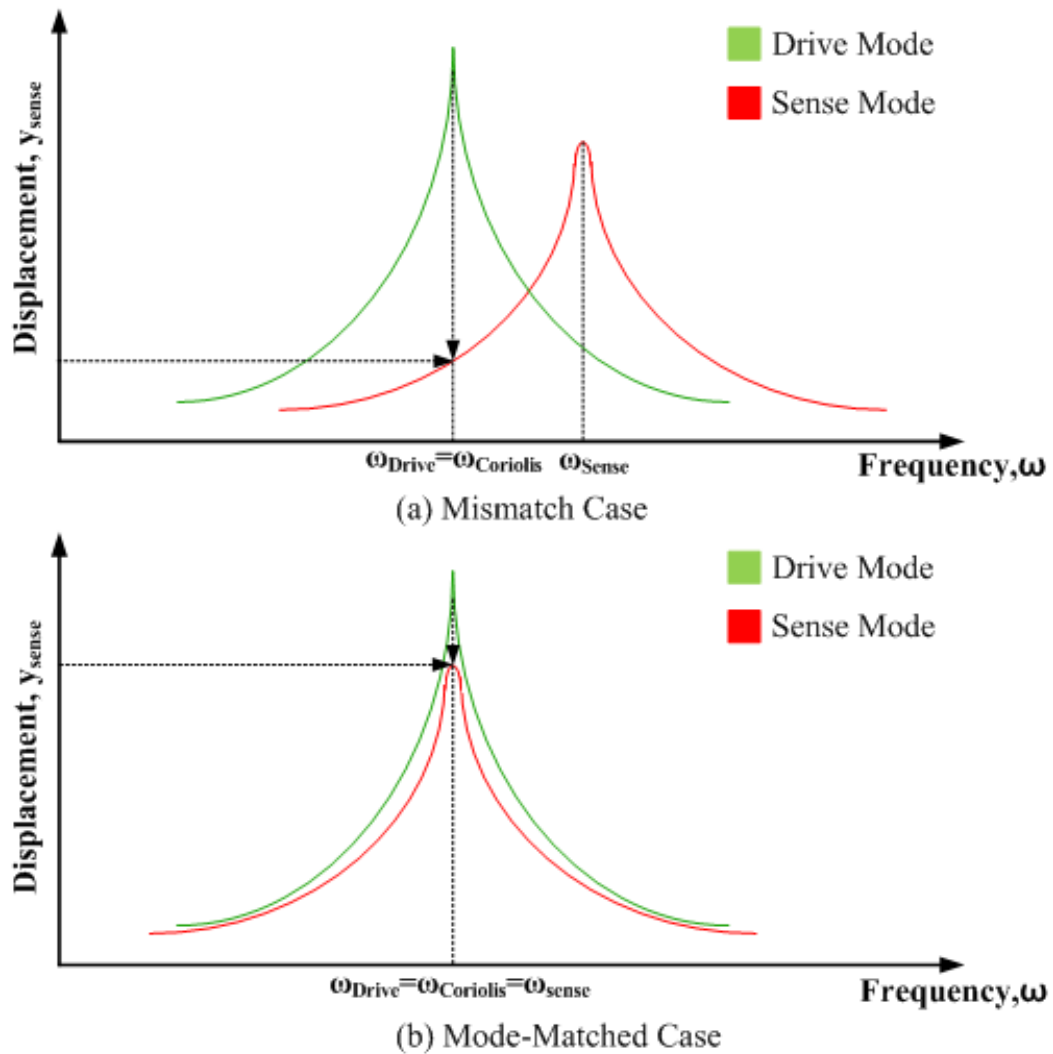 Drive Mode
Sense Mode
Displacement, ysense
ωDrive=ωCoriolis ωSense
Frequency,ω
(a) Mismatch Case
Drive Mode
Sense Mode
Displacement, ysense
ωDrive=ωCoriolis=ωsense
Frequency,ω
(b) Mode-Matched Case